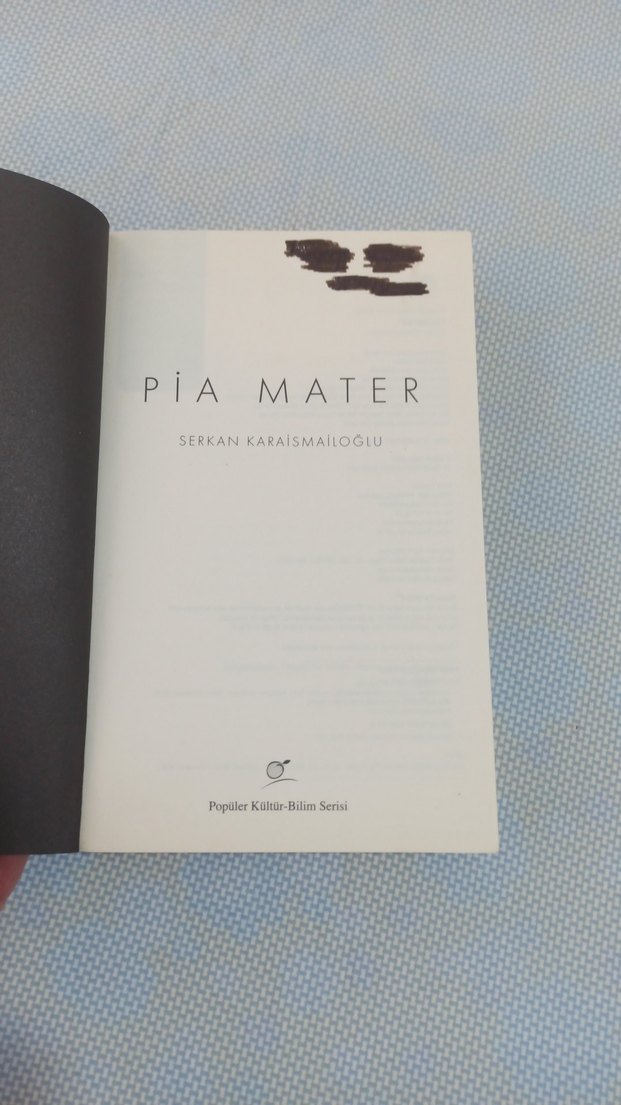 PİA MATER
SERKAN KARAİSMAİLOĞLU
Popüler Kültür-Bilim Serisi